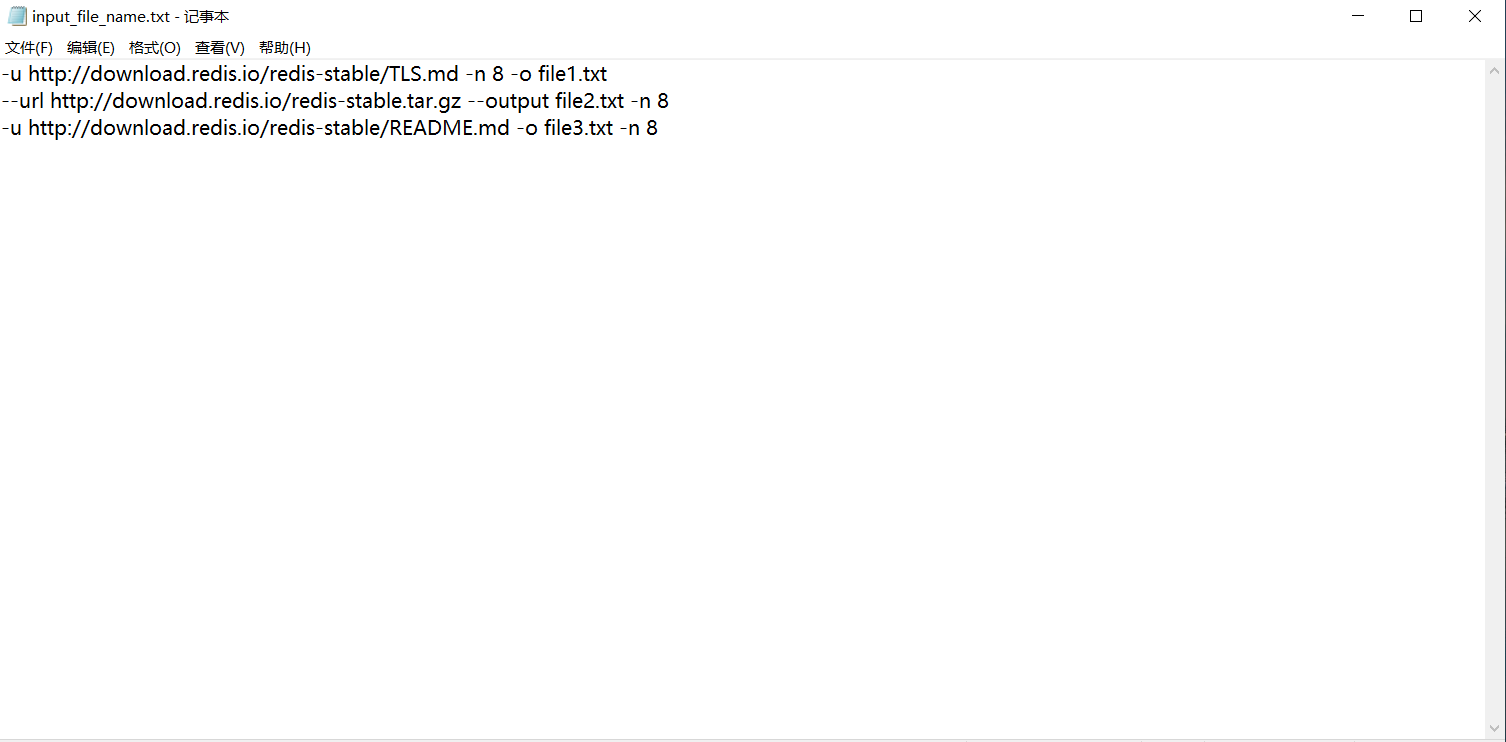 input_file_name.txt - 记事本
文件(F) 编辑(E) 格式(O) 查看(V) 帮助(H)
-u http://download.redis.io/redis-stable/TLS.md -n 8 -o file1.txt
--url http://download.redis.io/redis-stable.tar.gz --output file2.txt -n 8
-u http://download.redis.io/redis-stable/README.md -o file3.txt -n 8